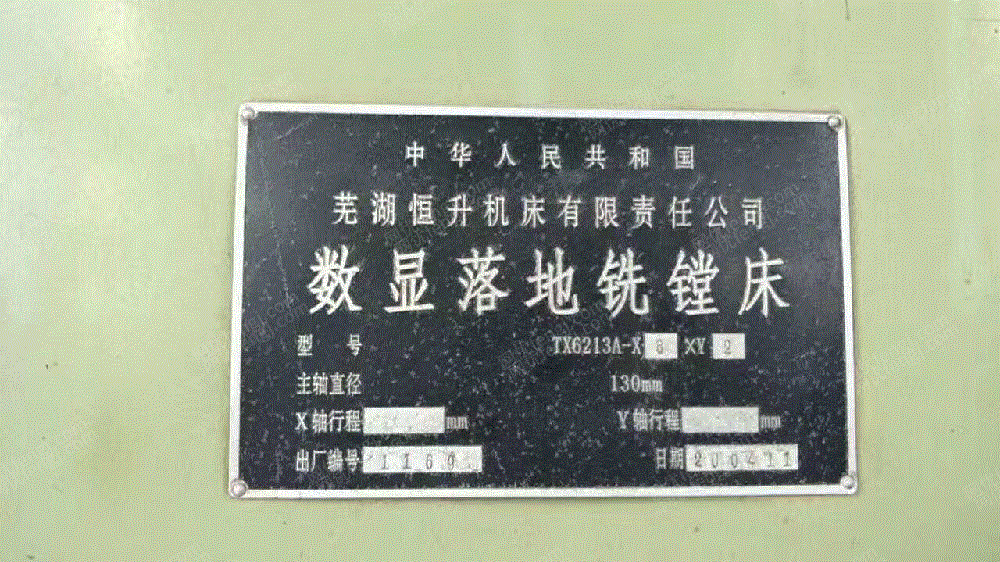 中华人民共和国
芜湖恒升机床有限责任公司
数显落地铣镗床
型号 TX6213A-X 6 ×Y 2
主轴直径 130mm
X轴行程 mm Y轴行程 mm
出厂编号 1160 日期 200411